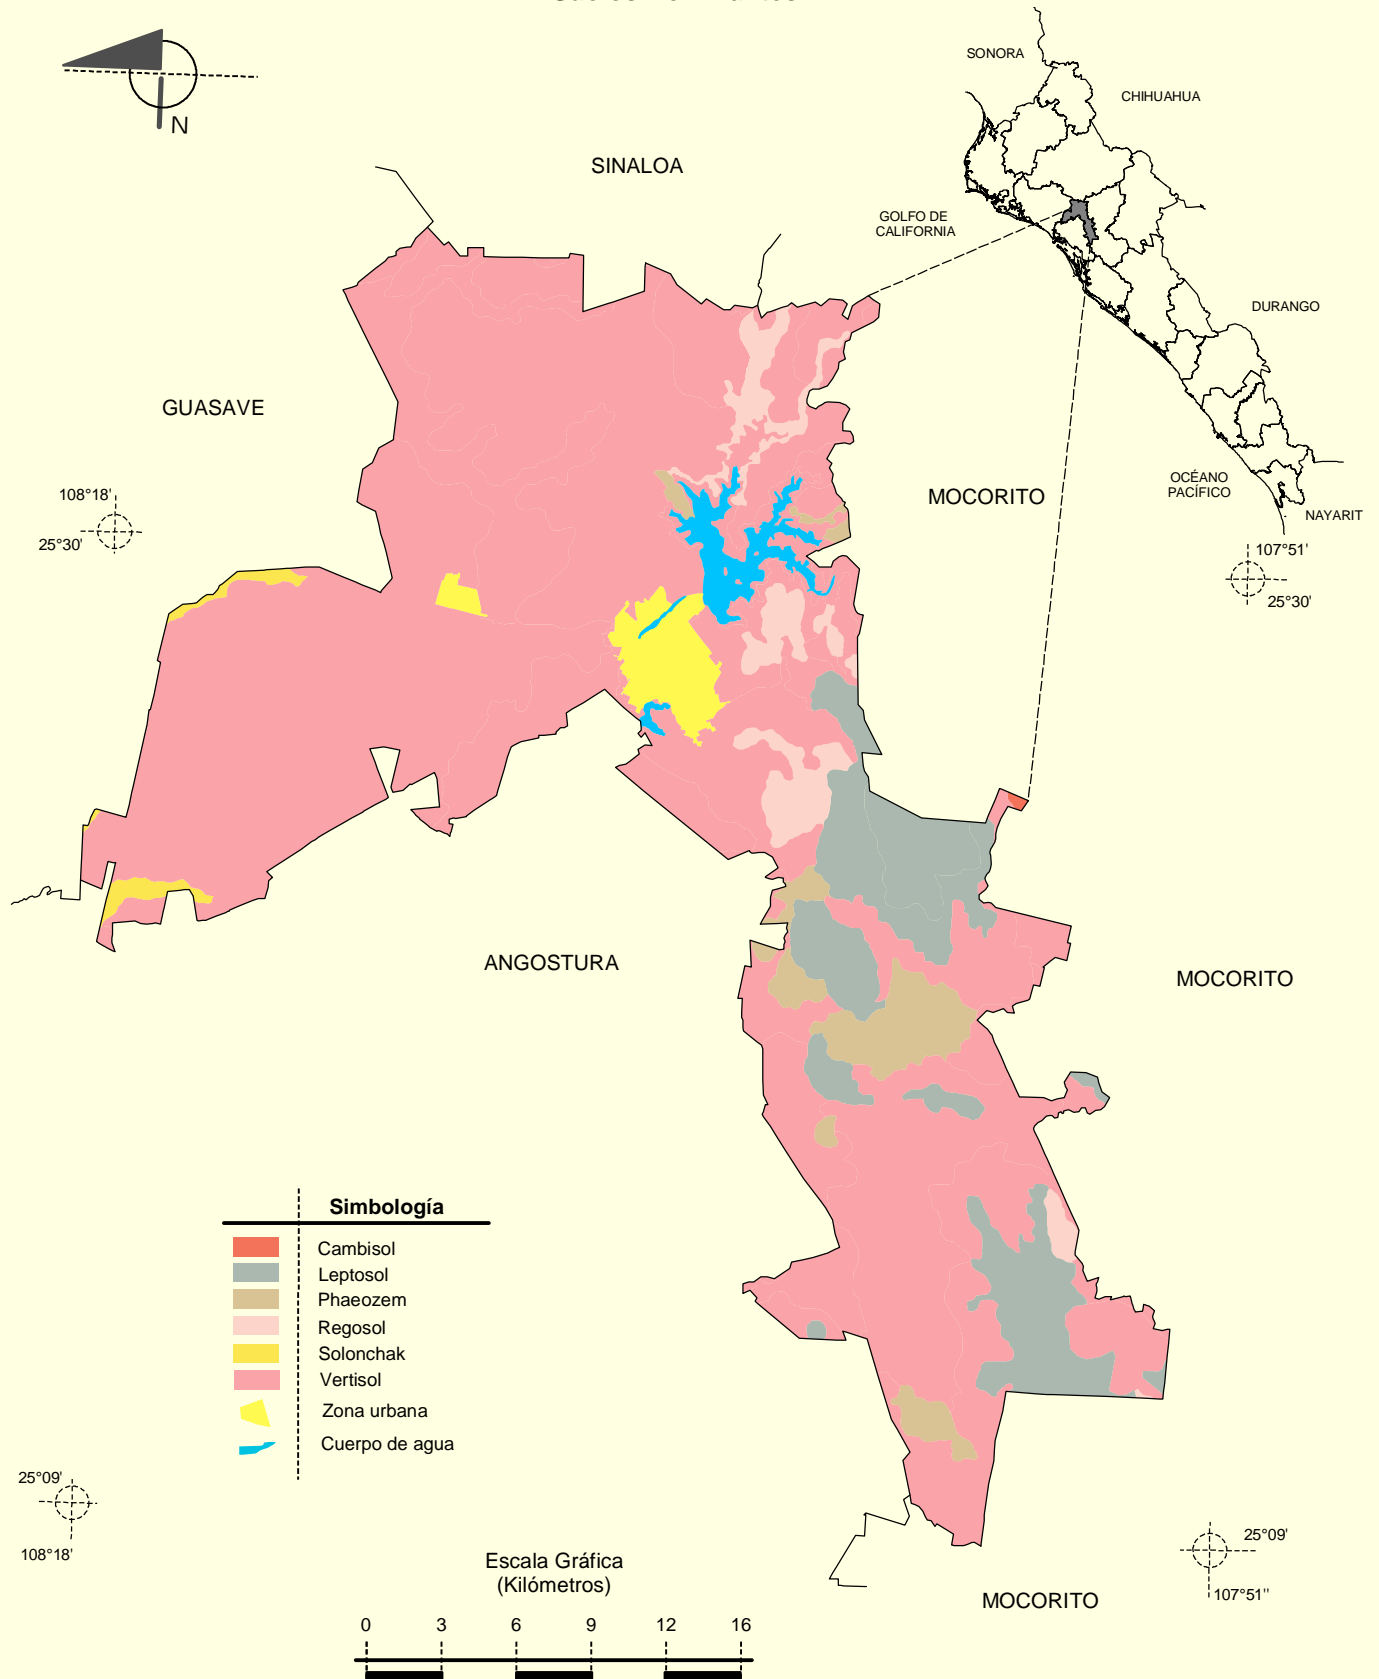 N
SONORA
CHIHUAHUA
SINALOA
GOLFO DE
CALIFORNIA
DURANGO
GUASAVE
MOCORITO
OCÉANO
PACÍFICO
NAYARIT
108°18'
25°30'
107°51'
25°30'
ANGOSTURA
MOCORITO
Simbología
Cambisol
Leptosol
Phaeozem
Regosol
Solonchak
Vertisol
Zona urbana
Cuerpo de agua
25°09'
108°18'
25°09'
107°51"
Escala Gráfica
(Kilómetros)
MOCORITO
0 3 6 9 12 16